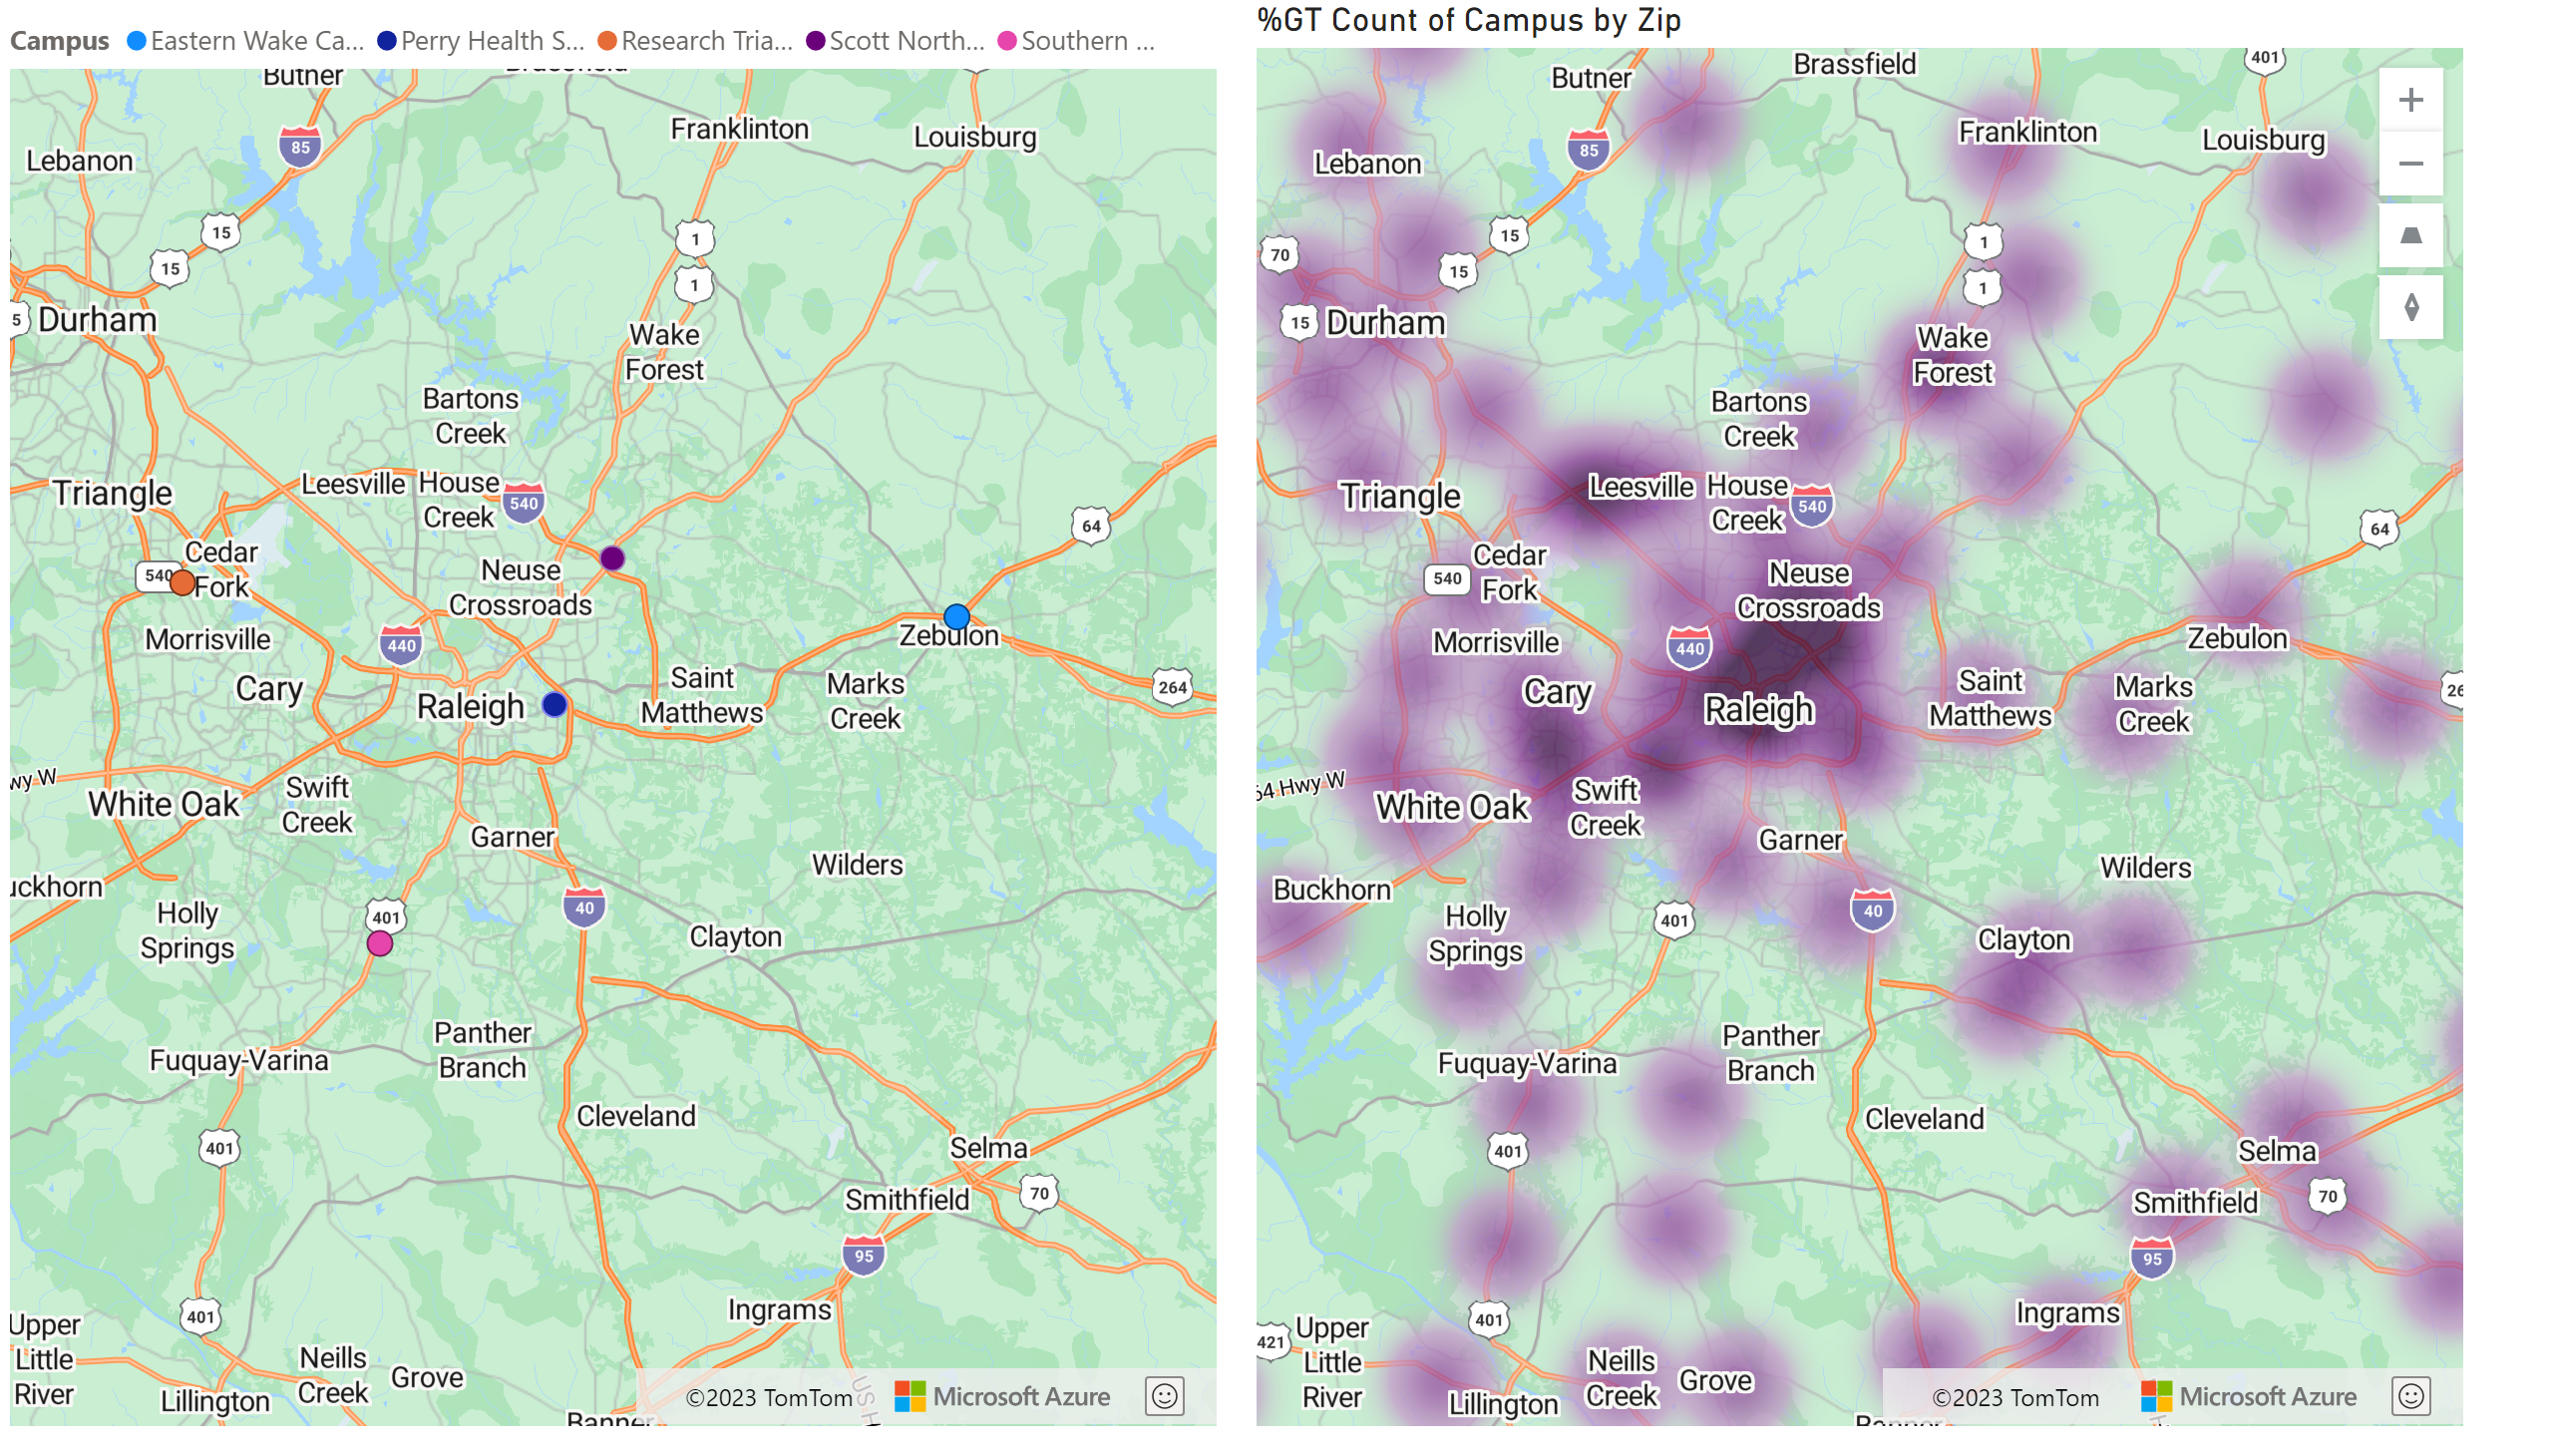 Campus Eastern Wake Ca... Perry Health S... Research Tria... Scott North... Southern ...
Butner
Franklinton
Louisburg
85
Lebanon
15
1
15
1
5 Durham
Wake
Forest
Bartons
Creek
Triangle
Leesville
House
Creek
540
64
Cedar
Fork
540
Neuse
Crossroads
Morrisville
440
Zebulon
Cary
Raleigh
Saint
Matthews
Marks
Creek
264
wy W
White Oak
Swift
Creek
Garner
Wilders
uckhorn
Holly
Springs
401
40
Clayton
Fuquay-Varina
Panther
Branch
Cleveland
401
Selma
70
Smithfield
95
Ingrams
401
Upper
Little
River
Neills
Creek
Grove
Lillington
US H
©2023 TomTom Microsoft Azure
%GT Count of Campus by Zip
Butner
Brassfield
401
Franklinton
Louisburg
85
Lebanon
70
15
1
15
1
15 Durham
Wake
Forest
Bartons
Creek
Triangle
Leesville
House
Creek
540
64
Cedar
Fork
540
Neuse
Crossroads
Morrisville
440
Zebulon
Cary
Raleigh
Saint
Matthews
Marks
Creek
26
64 Hwy W
White Oak
Swift
Creek
Garner
Wilders
Buckhorn
Holly
Springs
401
40
Clayton
Fuquay-Varina
Panther
Branch
Cleveland
401
Selma
70
Smithfield
95
Ingrams
401
421
Upper
Little
River
Neills
Creek
Grove
Lillington
©2023 TomTom Microsoft Azure